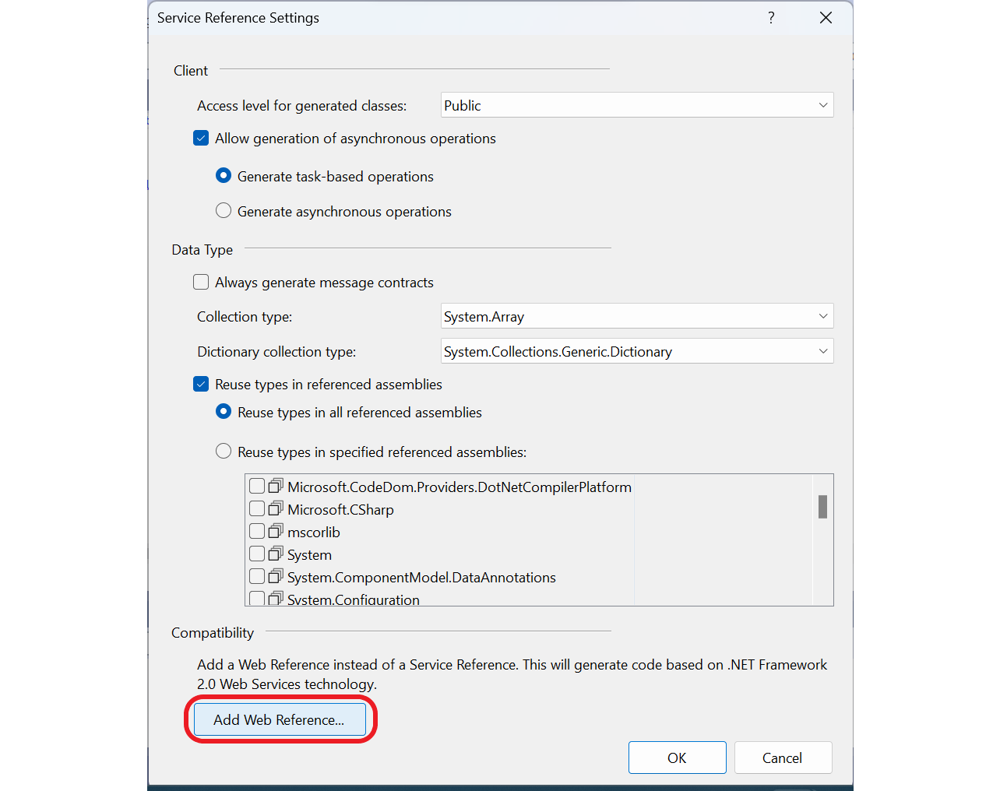 Service Reference Settings
?
Client
Access level for generated classes:
Public
Allow generation of asynchronous operations
Generate task-based operations
Generate asynchronous operations
Data Type
Always generate message contracts
Collection type:
System.Array
Dictionary collection type:
System.Collections.Generic.Dictionary
Reuse types in referenced assemblies
Reuse types in all referenced assemblies
Reuse types in specified referenced assemblies:
Microsoft.CodeDom.Providers.DotNetCompilerPlatform
Microsoft.CSharp
mscorlib
System
System.ComponentModel.DataAnnotations
System.Configuration
Compatibility
Add a Web Reference instead of a Service Reference. This will generate code based on .NET Framework
2.0 Web Services technology.
Add Web Reference...
OK
Cancel